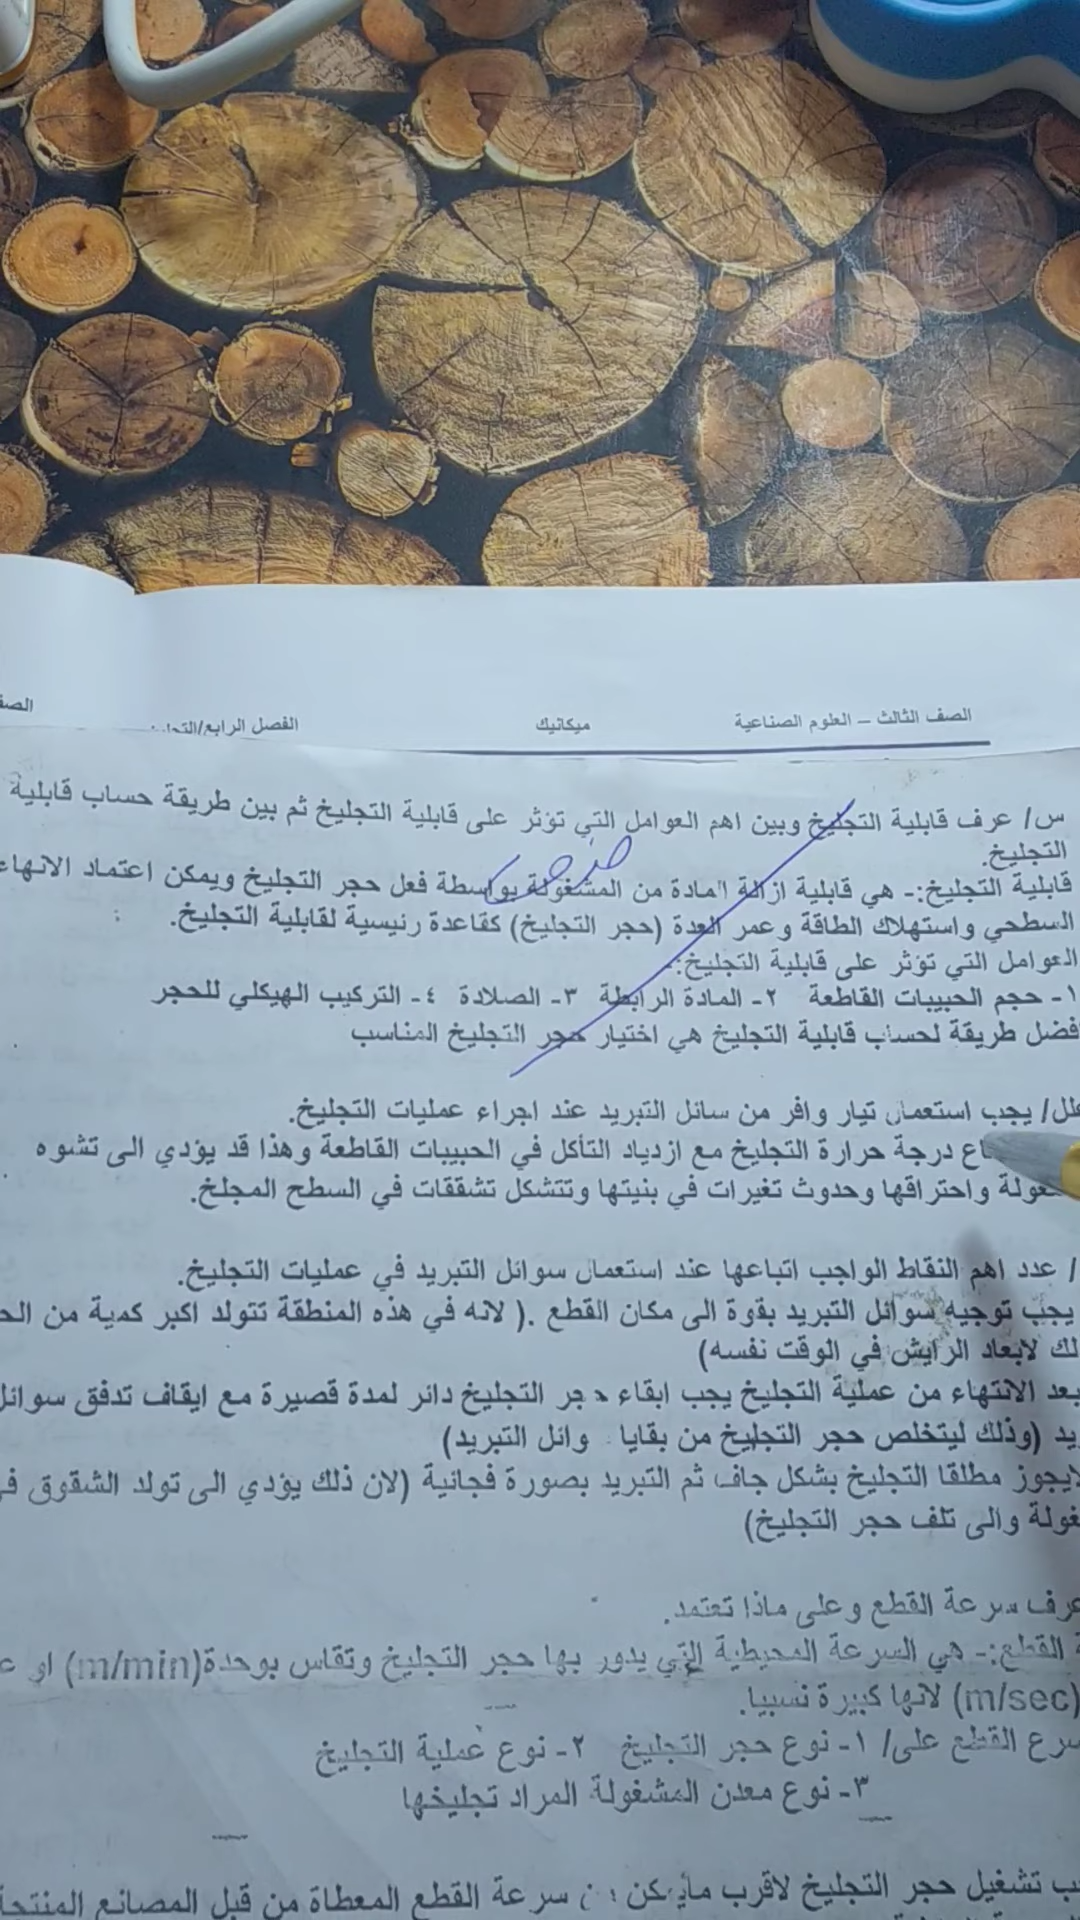 الصف
الصف الثالث – العلوم الصناعية ميكانيك الفصل الرابع/التجليخ
س/ عرف قابلية التجليخ وبين اهم العوامل التي تؤثر على قابلية التجليخ ثم بين طريقة حساب قابلية
التجليخ.
قابلية التجليخ:- هي قابلية ازالة المادة من المشغولة بواسطة فعل حجر التجليخ ويمكن اعتماد الانهاء
السطحي واستهلاك الطاقة وعمر العدة (حجر التجليخ) كقاعدة رئيسية لقابلية التجليخ.
العوامل التي تؤثر على قابلية التجليخ:-
١- حجم الحبيبات القاطعة ٢- المادة الرابطة ٣- الصلادة ٤- التركيب الهيكلي للحجر
افضل طريقة لحساب قابلية التجليخ هي اختيار حجر التجليخ المناسب
علل/ يجب استعمال تيار وافر من سائل التبريد عند اجراء عمليات التجليخ.
درجة حرارة التجليخ مع ازدياد التأكل في الحبيبات القاطعة وهذا قد يؤدي الى تشوه
واحتراقها وحدوث تغيرات في بنيتها وتتشكل تشققات في السطح المجلخ.
/ عدد اهم النقاط الواجب اتباعها عند استعمال سوائل التبريد في عمليات التجليخ.
يجب توجيه سوائل التبريد بقوة الى مكان القطع .( لانه في هذه المنطقة تتولد اكبر كمية من
لابعاد الرايش في الوقت نفسه)
بعد الانتهاء من عملية التجليخ يجب ابقاء حجر التجليخ دائر لمدة قصيرة مع ايقاف تدفق سوائل
(وذلك ليتخلص حجر التجليخ من بقايا وائل التبريد)
لايجوز مطلقا التجليخ بشكل جاف ثم التبريد بصورة فجائية (لان ذلك يؤدي الى تولد الشقوق
والى تلف حجر التجليخ)
عرف سرعة القطع وعلى ماذا تعتمد.
القطع:- هي السرعة المحيطية التي يدور بها حجر التجليخ وتقاس بوحدة(m/min) او
(m/sec) لانها كبيرة نسبيا.
سرع القطع على/ ١- نوع حجر التجليخ ٢- نوع عملية التجليخ
٣- نوع معدن المشغولة المراد تجليخها
تشغيل حجر التجليخ لاقرب مايمكن سرعة القطع المعطاة من قبل المصانع المنتجة